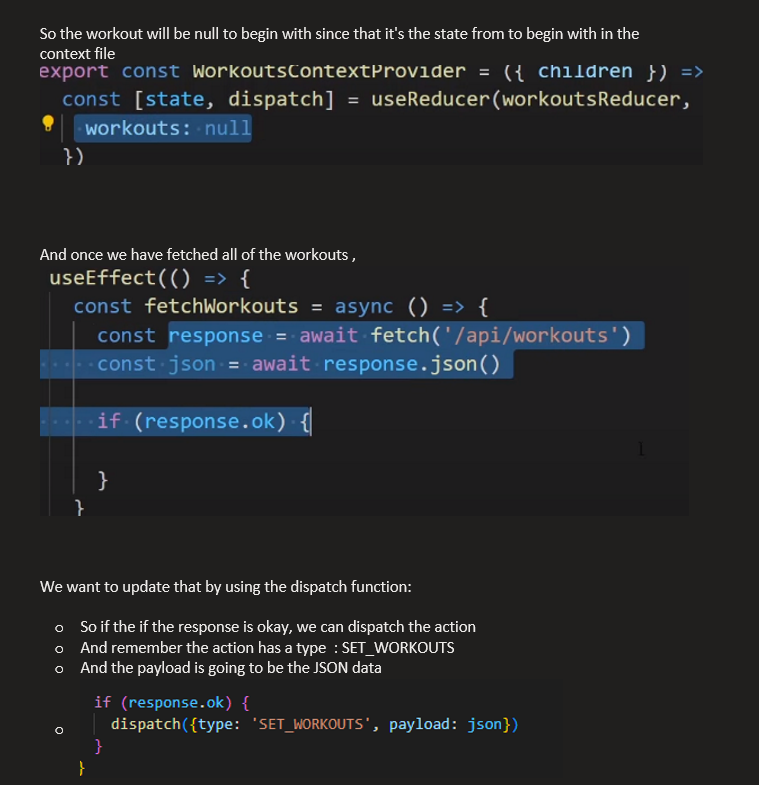 So the workout will be null to begin with since that it's the state from to begin with in the
context file
export const WorkoutsContextProvider = ({ children }) =>
const [state, dispatch] = useReducer(workoutsReducer,
workouts: null
})
And once we have fetched all of the workouts ,
useEffect(() => {
const fetchWorkouts = async () => {
const response = await fetch('/api/workouts')
const json = await response.json()
if (response.ok) {
}
}
We want to update that by using the dispatch function:
o So if the if the response is okay, we can dispatch the action
o And remember the action has a type : SET_WORKOUTS
o And the payload is going to be the JSON data
if (response.ok) {
o dispatch({type: 'SET_WORKOUTS', payload: json})
}
}